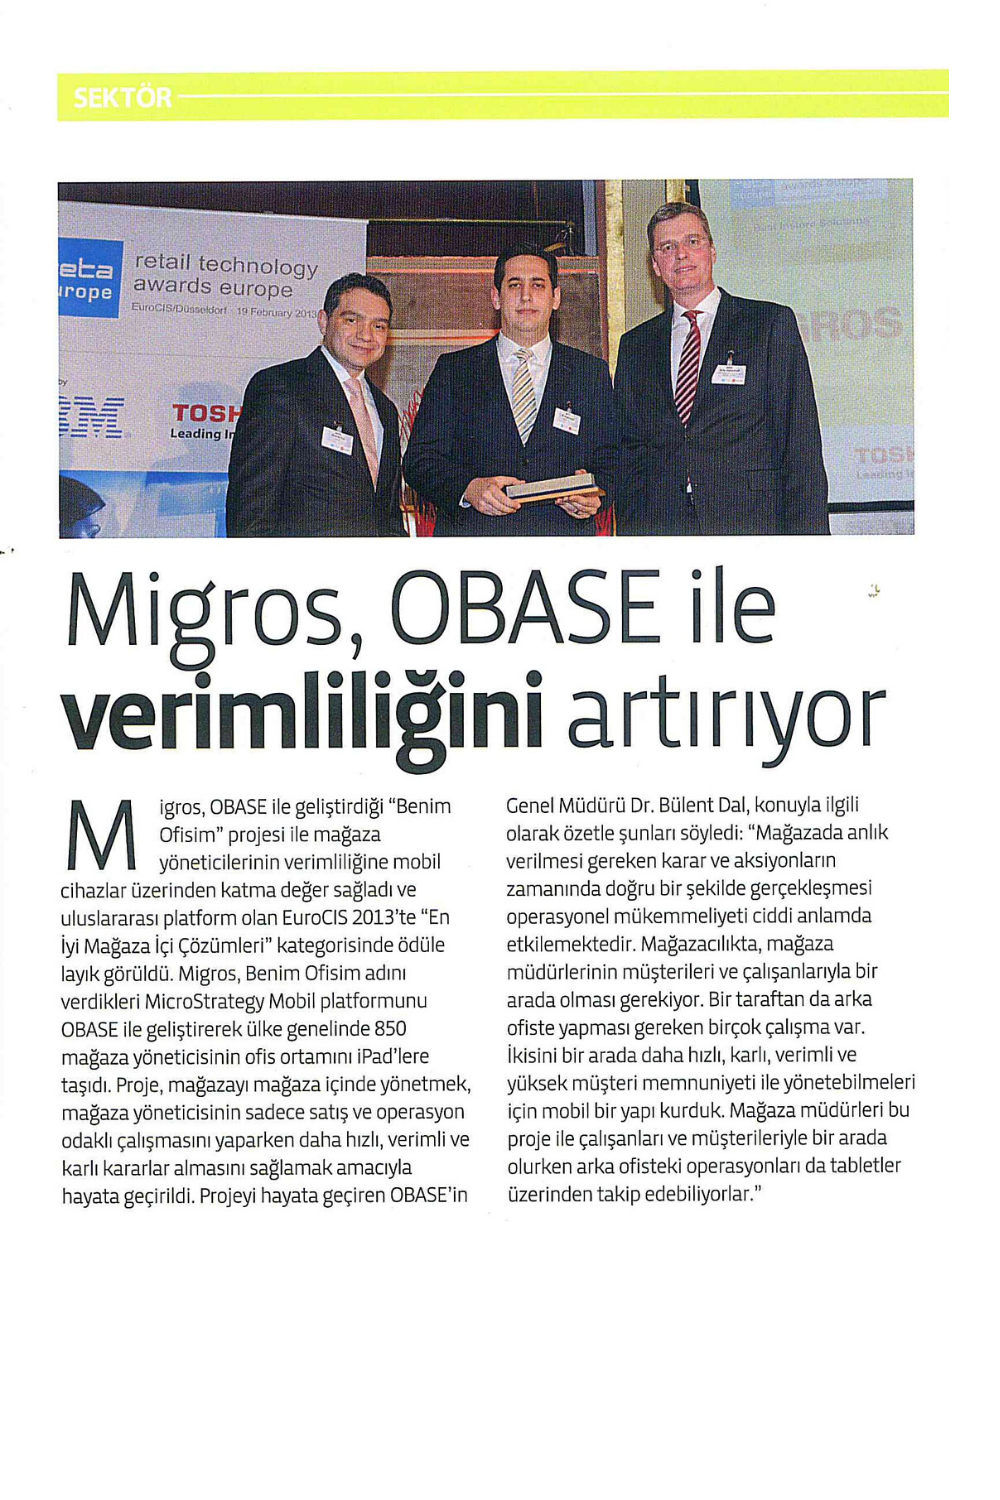 SEKTÖR
reta
europe
retail technology
awards europe
EuroCIS/Düsseldorf 19 February 2013
by
IBM
TOSH
Leading In
awards europe
Best Instore Solutions
GROS
TOSH
Leading In
Migros, OBASE ile
verimliliğini artırıyor
Migros, OBASE ile geliştirdiği “Benim
Ofisim” projesi ile mağaza
yöneticilerinin verimliliğine mobil
cihazlar üzerinden katma değer sağladı ve
uluslararası platform olan EuroCIS 2013’te “En
İyi Mağaza İçi Çözümleri” kategorisinde ödüle
layık görüldü. Migros, Benim Ofisim adını
verdikleri MicroStrategy Mobil platformunu
OBASE ile geliştirerek ülke genelinde 850
mağaza yöneticisinin ofis ortamını iPad’lere
taşıdı. Proje, mağazayı mağaza içinde yönetmek,
mağaza yöneticisinin sadece satış ve operasyon
odaklı çalışmasını yaparken daha hızlı, verimli ve
karlı kararlar almasını sağlamak amacıyla
hayata geçirildi. Projeyi hayata geçiren OBASE’in
Genel Müdürü Dr. Bülent Dal, konuyla ilgili
olarak özetle şunları söyledi: “Mağazada anlık
verilmesi gereken karar ve aksiyonların
zamanında doğru bir şekilde gerçekleşmesi
operasyonel mükemmeliyeti ciddi anlamda
etkilemektedir. Mağazacılıkta, mağaza
müdürlerinin müşterileri ve çalışanlarıyla bir
arada olması gerekiyor. Bir taraftan da arka
ofiste yapması gereken birçok çalışma var.
İkisini bir arada daha hızlı, karlı, verimli ve
yüksek müşteri memnuniyeti ile yönetebilmeleri
için mobil bir yapı kurduk. Mağaza müdürleri bu
proje ile çalışanları ve müşterileriyle bir arada
olurken arka ofisteki operasyonları da tabletler
üzerinden takip edebiliyorlar.”